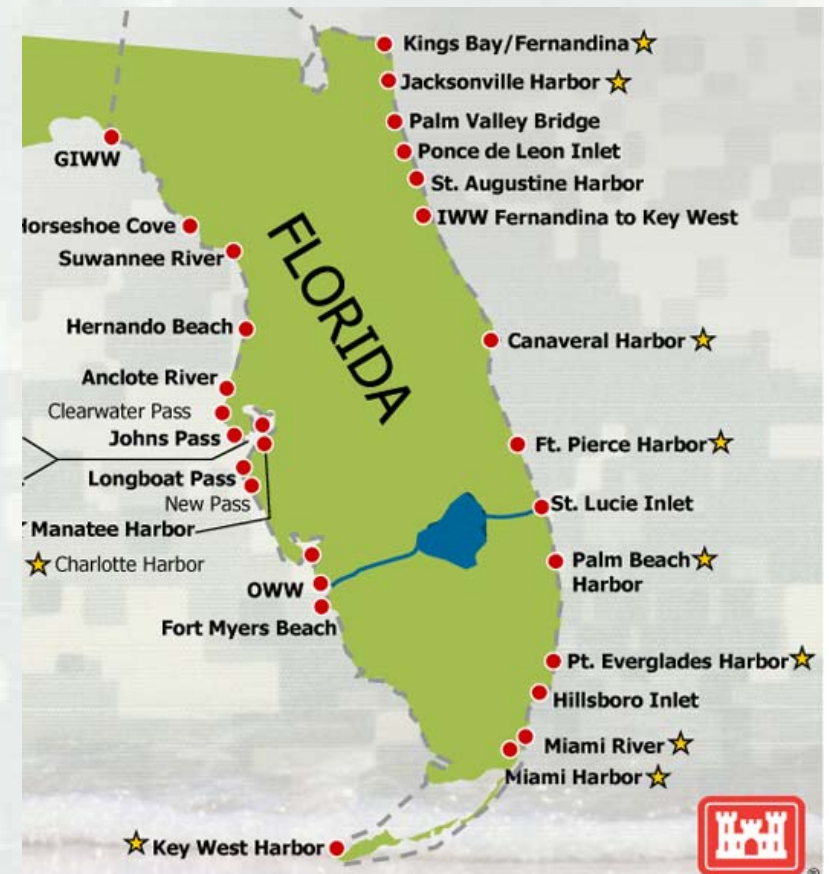 Kings Bay/Fernandina
Jacksonville Harbor
Palm Valley Bridge
GIWW
Ponce de Leon Inlet
St. Augustine Harbor
IWW Fernandina to Key West
Horseshoe Cove
Suwannee River
FLORIDA
Hernando Beach
Canaveral Harbor
Anclote River
Clearwater Pass
Johns Pass
Ft. Pierce Harbor
Longboat Pass
New Pass
St. Lucie Inlet
Manatee Harbor
Charlotte Harbor
Palm Beach
Harbor
OWW
Fort Myers Beach
Pt. Everglades Harbor
Hillsboro Inlet
Miami River
Miami Harbor
Key West Harbor
®